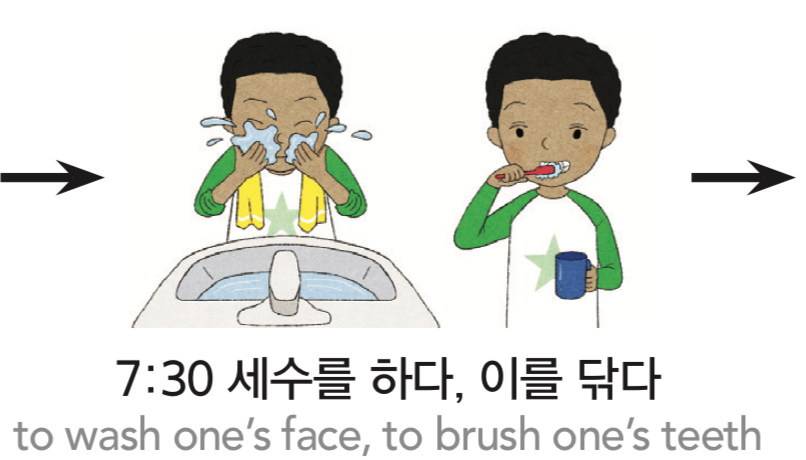 7:30 세수를 하다, 이를 닦다
to wash one’s face, to brush one’s teeth